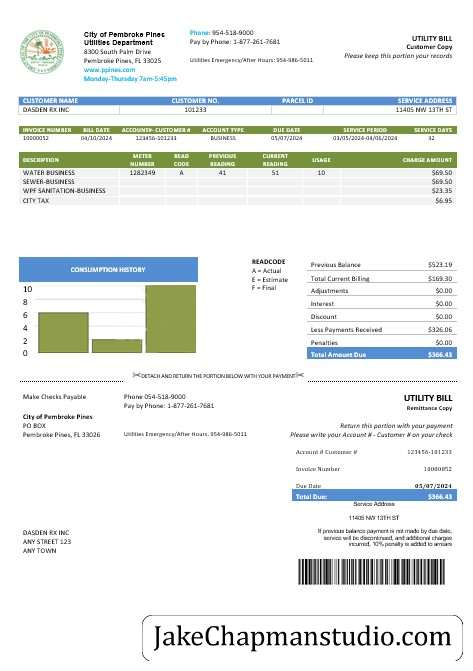 City of Pembroke Pines
Utilities Department
8300 South Palm Drive
Pembroke Pines, FL 33025
www.ppines.com
Monday-Thursday 7am-5:45pm
Phone: 954-518-9000
Pay by Phone: 1-877-261-7681
Utilities Emergency/After Hours: 954-986-5011
UTILITY BILL
Customer Copy
Please keep this portion your records
CUSTOMER NAME CUSTOMER NO. PARCEL ID SERVICE ADDRESS
DASDEN RX INC 101233 11405 NW 13TH ST
INVOICE NUMBER BILL DATE ACCOUNT#-CUSTOMER# ACCOUNT TYPE DUE DATE SERVICE PERIOD SERVICE DAYS
10000052 04/10/2024 123456-101233 BUSINESS 05/07/2024 03/05/2024-04/06/2024 32
DESCRIPTION METER NUMBER READ CODE PREVIOUS READING CURRENT READING USAGE CHARGE AMOUNT
WATER BUSINESS 1282349 A 41 51 10 $69.50
SEWER-BUSINESS $69.50
WPF SANITATION-BUSINESS $23.35
CITY TAX $6.95
CONSUMPTION HISTORY
10
8
6
4
2
0
READCODE
A = Actual
E = Estimate
F = Final
Previous Balance $523.19
Total Current Billing $169.30
Adjustments $0.00
Interest $0.00
Discount $0.00
Less Payments Received $326.06
Penalties $0.00
Total Amount Due $366.43
DETACH AND RETURN THE PORTION BELOW WITH YOUR PAYMENT
Make Checks Payable
City of Pembroke Pines
PO BOX
Pembroke Pines, FL 33026
Phone 054-518-9000
Pay by Phone: 1-877-261-7681
Utilities Emergency/After Hours. 954-986-5011
UTILITY BILL
Remittance Copy
Return this portion with your payment
Please write your Account # - Customer # on your check
Account # Customer # 123456-101233
Invoice Number 10000052
Due Date 05/07/2024
Total Due: $366.43
Service Address
11405 NW 13TH ST
If previous balance payment is not made by due date,
service will be discontinued, and additional charges
incurred, 10% penalty is added to arrears
DASDEN RX INC
ANY STREET 123
ANY TOWN
JakeChapmanstudio.com